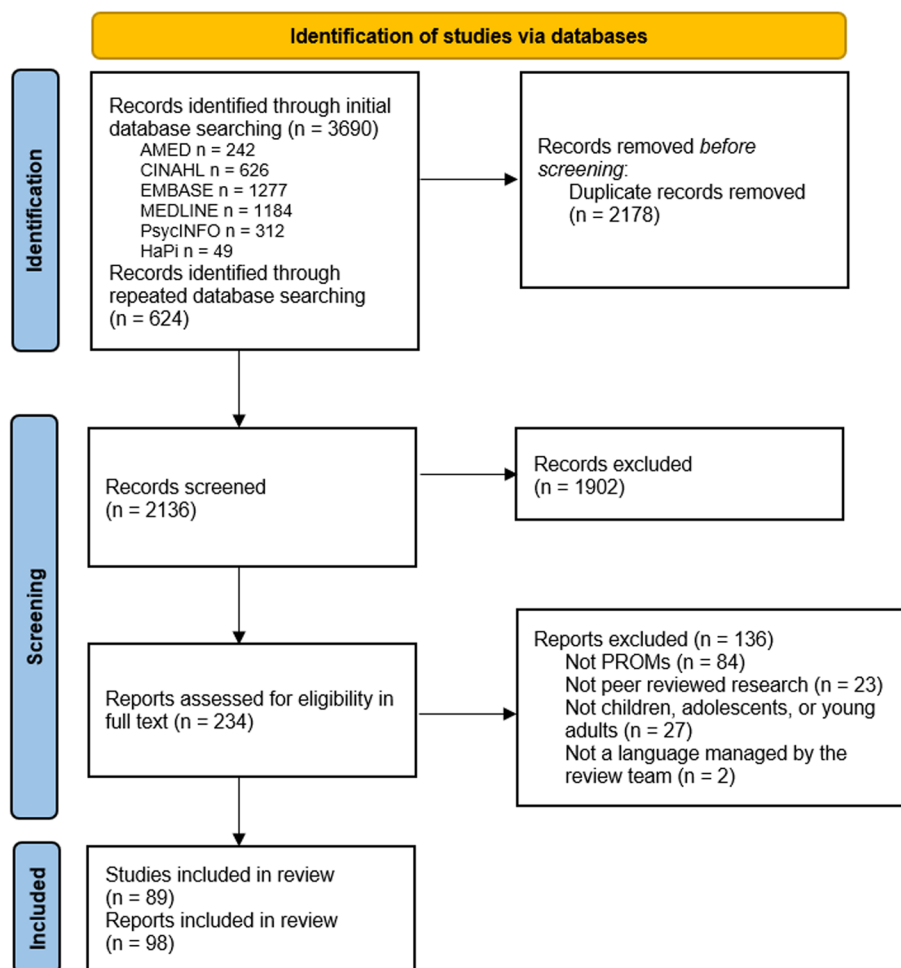 Identification of studies via databases
Identification
Records identified through initial
database searching (n = 3690)
AMED n = 242
CINAHL n = 626
EMBASE n = 1277
MEDLINE n = 1184
PsycINFO n = 312
HaPi n = 49
Records identified through
repeated database searching
(n = 624)
Records removed before
screening:
Duplicate records removed
(n = 2178)
Screening
Records screened
(n = 2136)
Records excluded
(n = 1902)
Reports assessed for eligibility in
full text (n = 234)
Reports excluded (n = 136)
Not PROMs (n = 84)
Not peer reviewed research (n = 23)
Not children, adolescents, or young
adults (n = 27)
Not a language managed by the
review team (n = 2)
Included
Studies included in review
(n = 89)
Reports included in review
(n = 98)